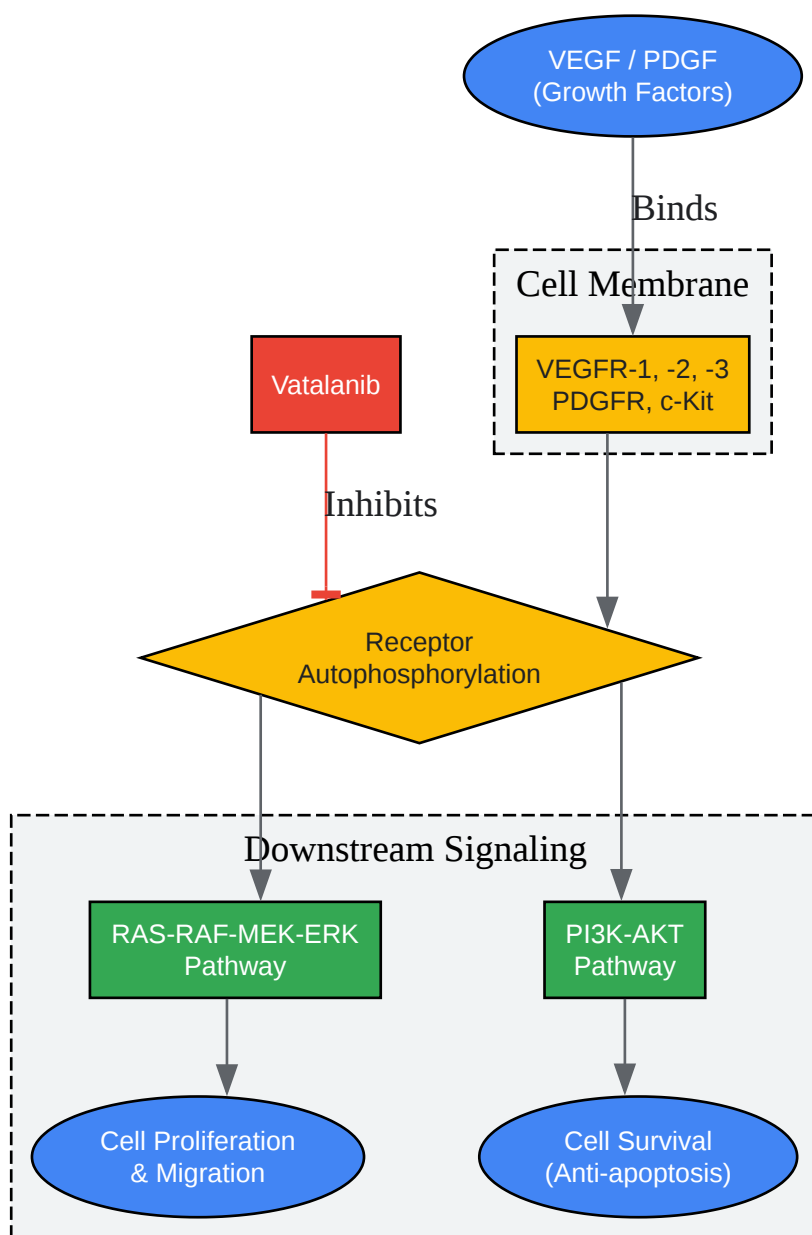 VEGF / PDGF
(Growth Factors)
Binds
Cell Membrane
Vatalanib
VEGFR-1, -2, -3
PDGFR, c-Kit
Inhibits
Receptor
Autophosphorylation
Downstream Signaling
RAS-RAF-MEK-ERK
Pathway
PI3K-AKT
Pathway
Cell Proliferation
& Migration
Cell Survival
(Anti-apoptosis)